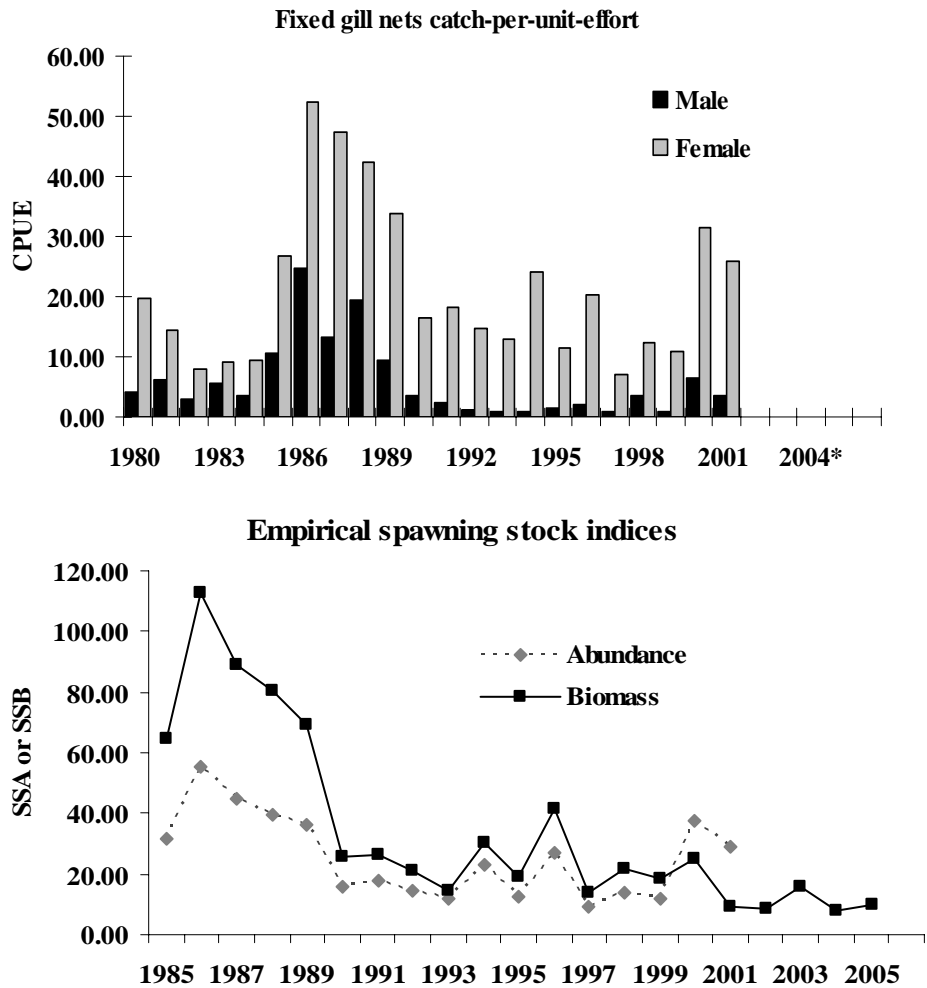 Fixed gill nets catch-per-unit-effort
60.00
50.00
40.00
30.00
20.00
10.00
0.00
CPUE
Male
Female
1980 1983 1986 1989 1992 1995 1998 2001 2004*
Empirical spawning stock indices
120.00
100.00
80.00
60.00
40.00
20.00
0.00
SSA or SSB
Abundance
Biomass
1985 1987 1989 1991 1993 1995 1997 1999 2001 2003 2005